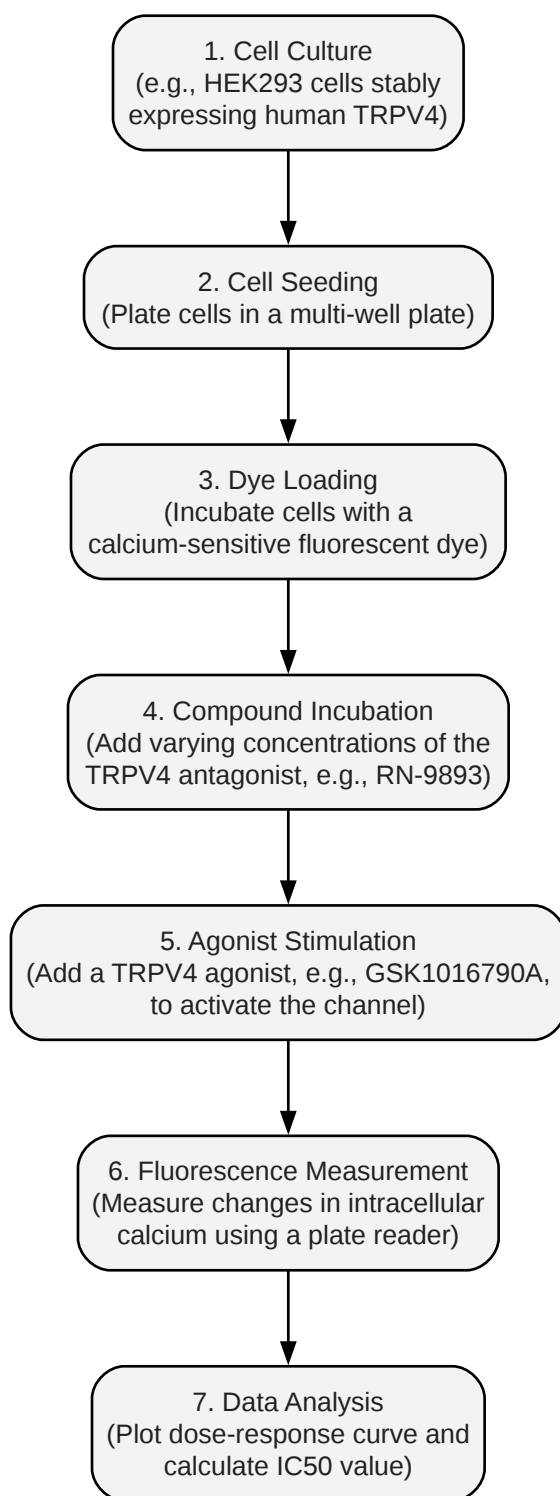 1. Cell Culture
(e.g., HEK293 cells stably
expressing human TRPV4)
2. Cell Seeding
(Plate cells in a multi-well plate)
3. Dye Loading
(Incubate cells with a
calcium-sensitive fluorescent dye)
4. Compound Incubation
(Add varying concentrations of the
TRPV4 antagonist, e.g., RN-9893)
5. Agonist Stimulation
(Add a TRPV4 agonist, e.g., GSK1016790A,
to activate the channel)
6. Fluorescence Measurement
(Measure changes in intracellular
calcium using a plate reader)
7. Data Analysis
(Plot dose-response curve and
calculate IC50 value)